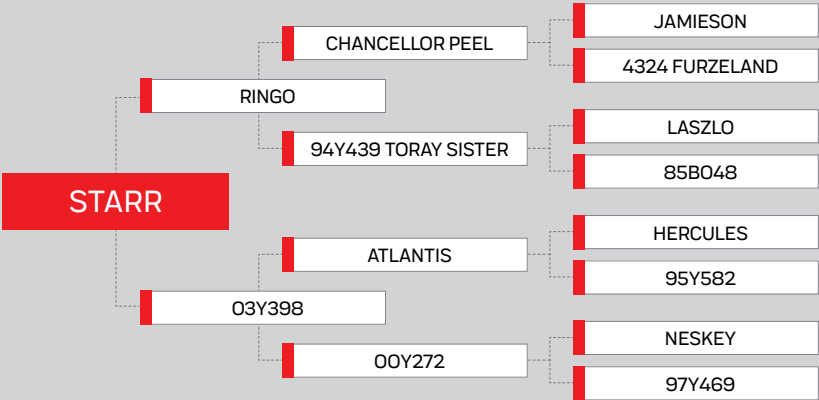 JAMIESON
CHANCELLOR PEEL
4324 FURZELAND
RINGO
LASZLO
94Y439 TORAY SISTER
85B048
STARR
HERCULES
ATLANTIS
95Y582
03Y398
NESKEY
00Y272
97Y469